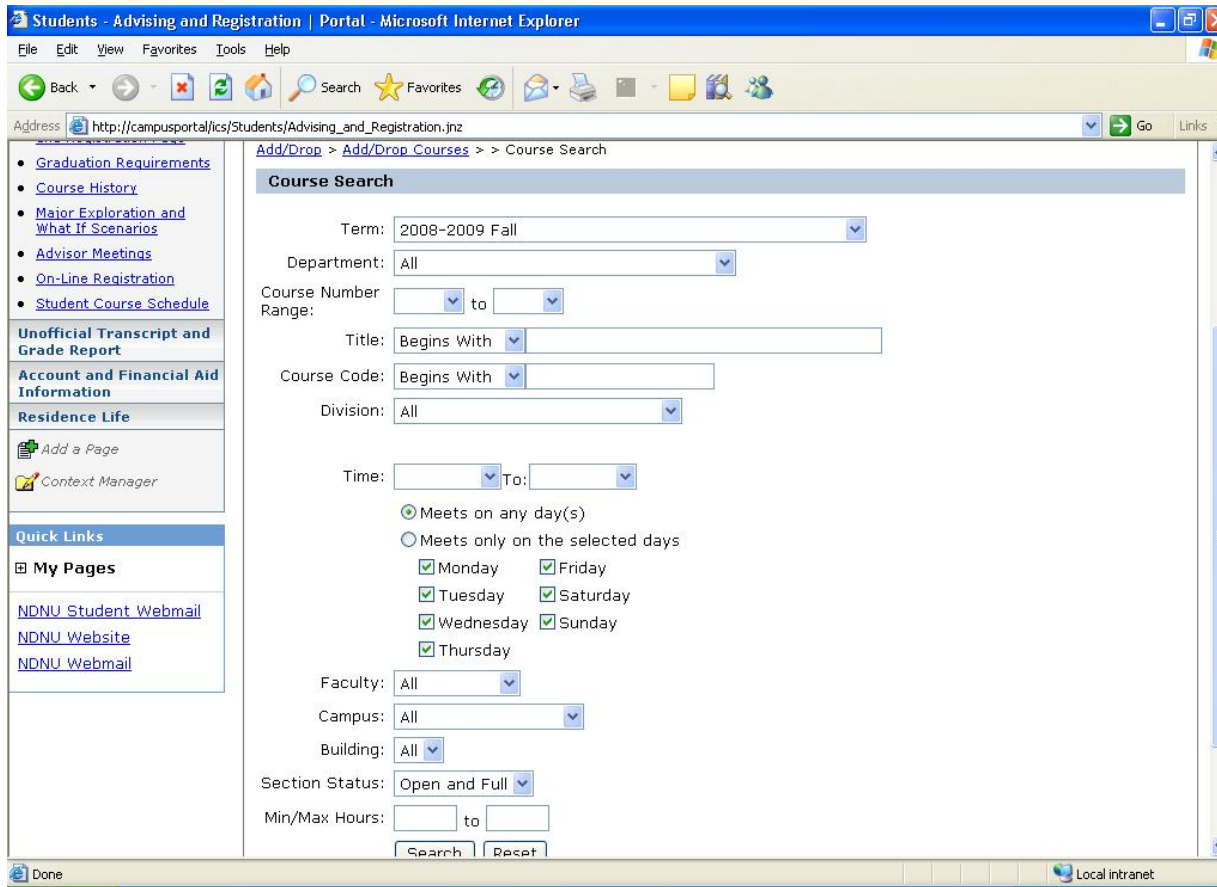 Students - Advising and Registration | Portal - Microsoft Internet Explorer
File Edit View Favorites Tools Help
Back Search Favorites
Address http://campusportal/ics/Students/Advising_and_Registration.jnz Go Links
Graduation Requirements
Course History
Major Exploration and
What If Scenarios
Advisor Meetings
On-Line Registration
Student Course Schedule
Unofficial Transcript and
Grade Report
Account and Financial Aid
Information
Residence Life
Add a Page
Context Manager
Quick Links
My Pages
NDNU Student Webmail
NDNU Website
NDNU Webmail
Add/Drop > Add/Drop Courses > > Course Search
Course Search
Term: 2008-2009 Fall
Department: All
Course Number
Range: to
Title: Begins With
Course Code: Begins With
Division: All
Time: To:
Meets on any day(s)
Meets only on the selected days
Monday Friday
Tuesday Saturday
Wednesday Sunday
Thursday
Faculty: All
Campus: All
Building: All
Section Status: Open and Full
Min/Max Hours: to
Search Reset
Done Local intranet